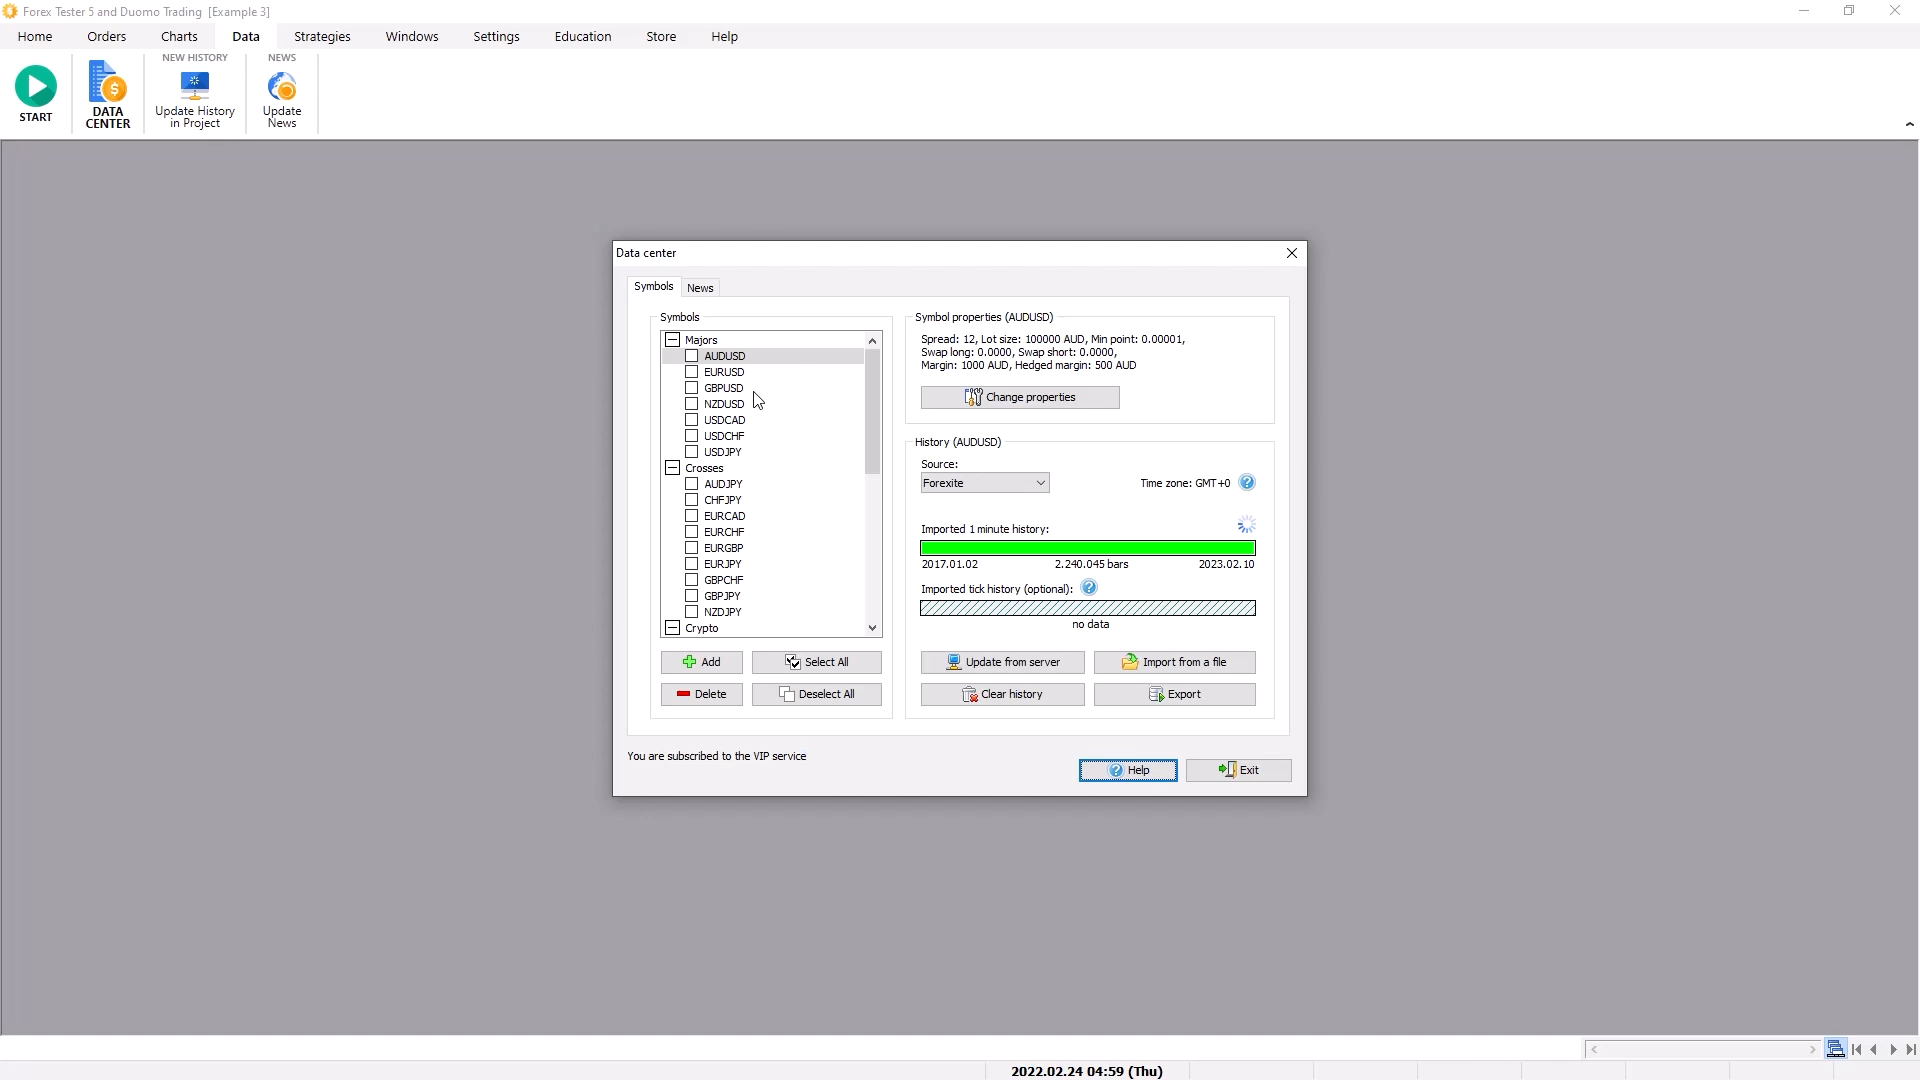 Forex Tester 5 and Duomo Trading [Example 3]
Home Orders Charts Data Strategies Windows Settings Education Store Help
NEW HISTORY NEWS
START
DATA CENTER
Update History in Project
Update News
Data center
Symbols News
Symbols
Majors
AUDUSD
EURUSD
GBPUSD
NZDUSD
USDCAD
USDCHF
USDJPY
Crosses
AUDJPY
CHFJPY
EURCAD
EURCHF
EURGBP
EURJPY
GBPCHF
GBPJPY
NZDJPY
Crypto
Add Select All
Delete Deselect All
Symbol properties (AUDUSD)
Spread: 12, Lot size: 100000 AUD, Min point: 0.00001,
Swap long: 0.0000, Swap short: 0.0000,
Margin: 1000 AUD, Hedged margin: 500 AUD
Change properties
History (AUDUSD)
Source:
Forexite Time zone: GMT+0
Imported 1 minute history:
2017.01.02 2.240.045 bars 2023.02.10
Imported tick history (optional):
no data
Update from server Import from a file
Clear history Export
You are subscribed to the VIP service
Help Exit
2022.02.24 04:59 (Thu)